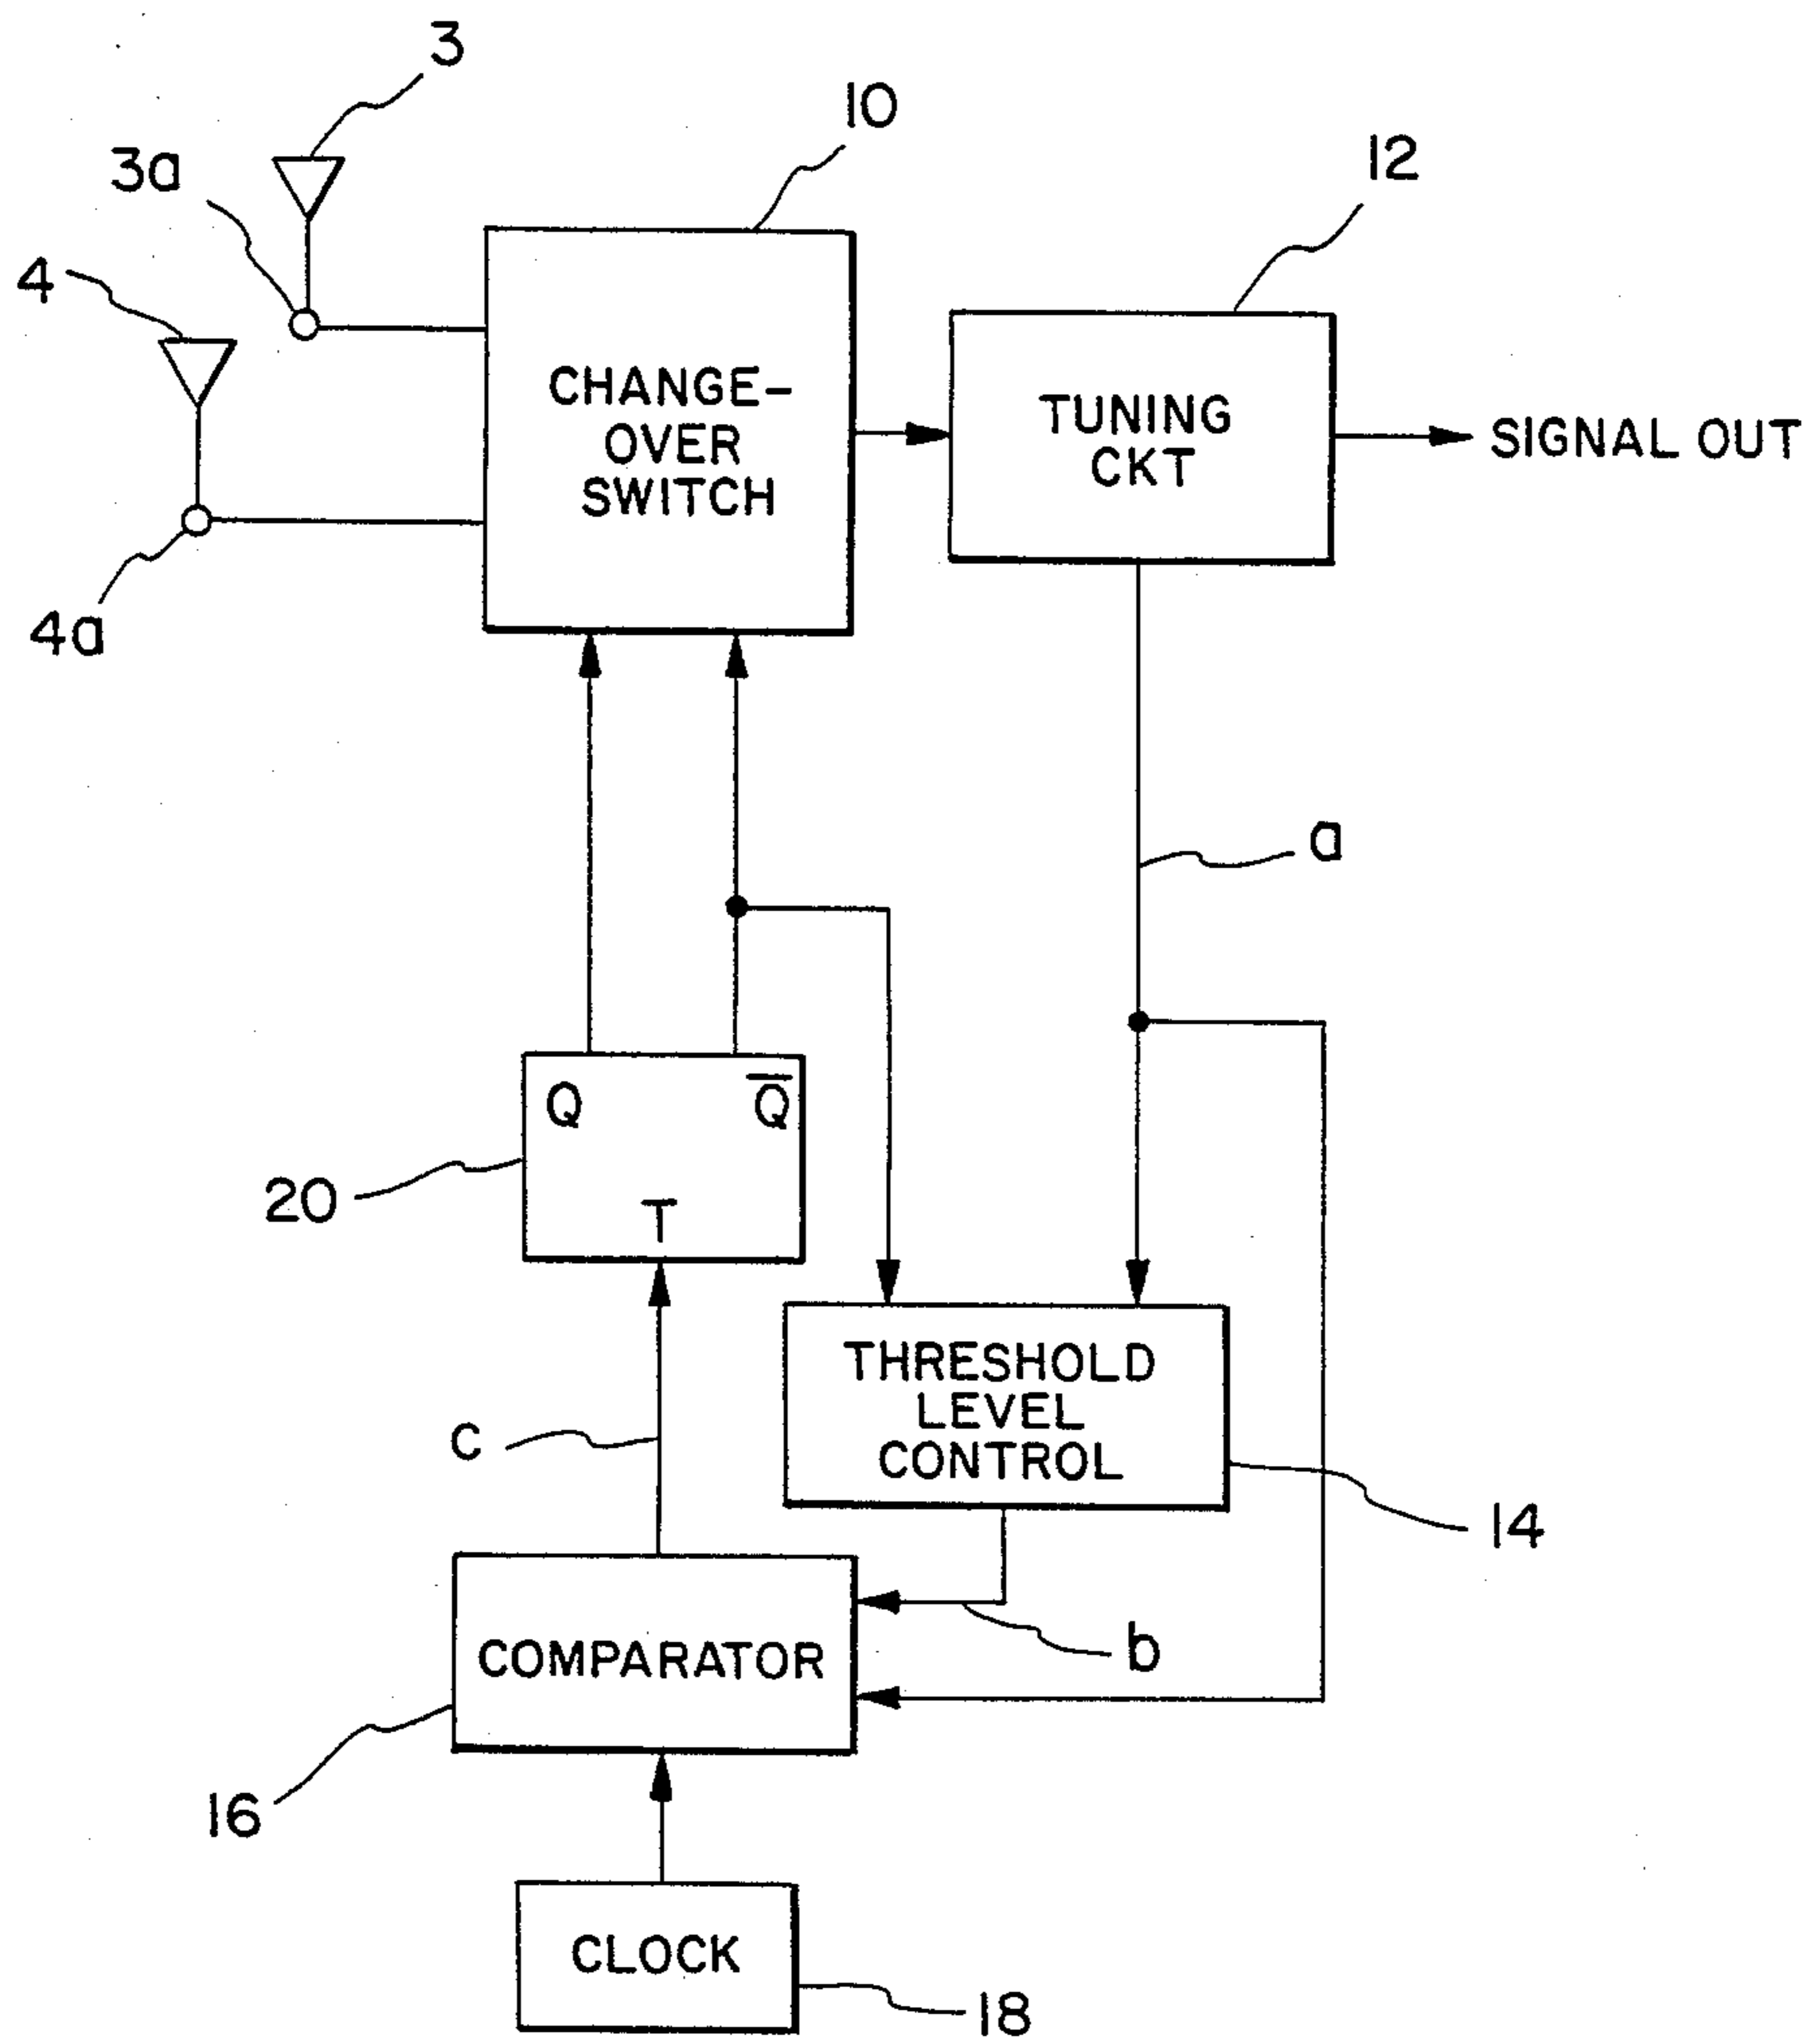 3
10
3a
12
4
CHANGE-
OVER
SWITCH
TUNING
CKT
SIGNAL OUT
4a
a
Q
Q̅
20
T
THRESHOLD
LEVEL
CONTROL
c
14
b
COMPARATOR
16
CLOCK
18